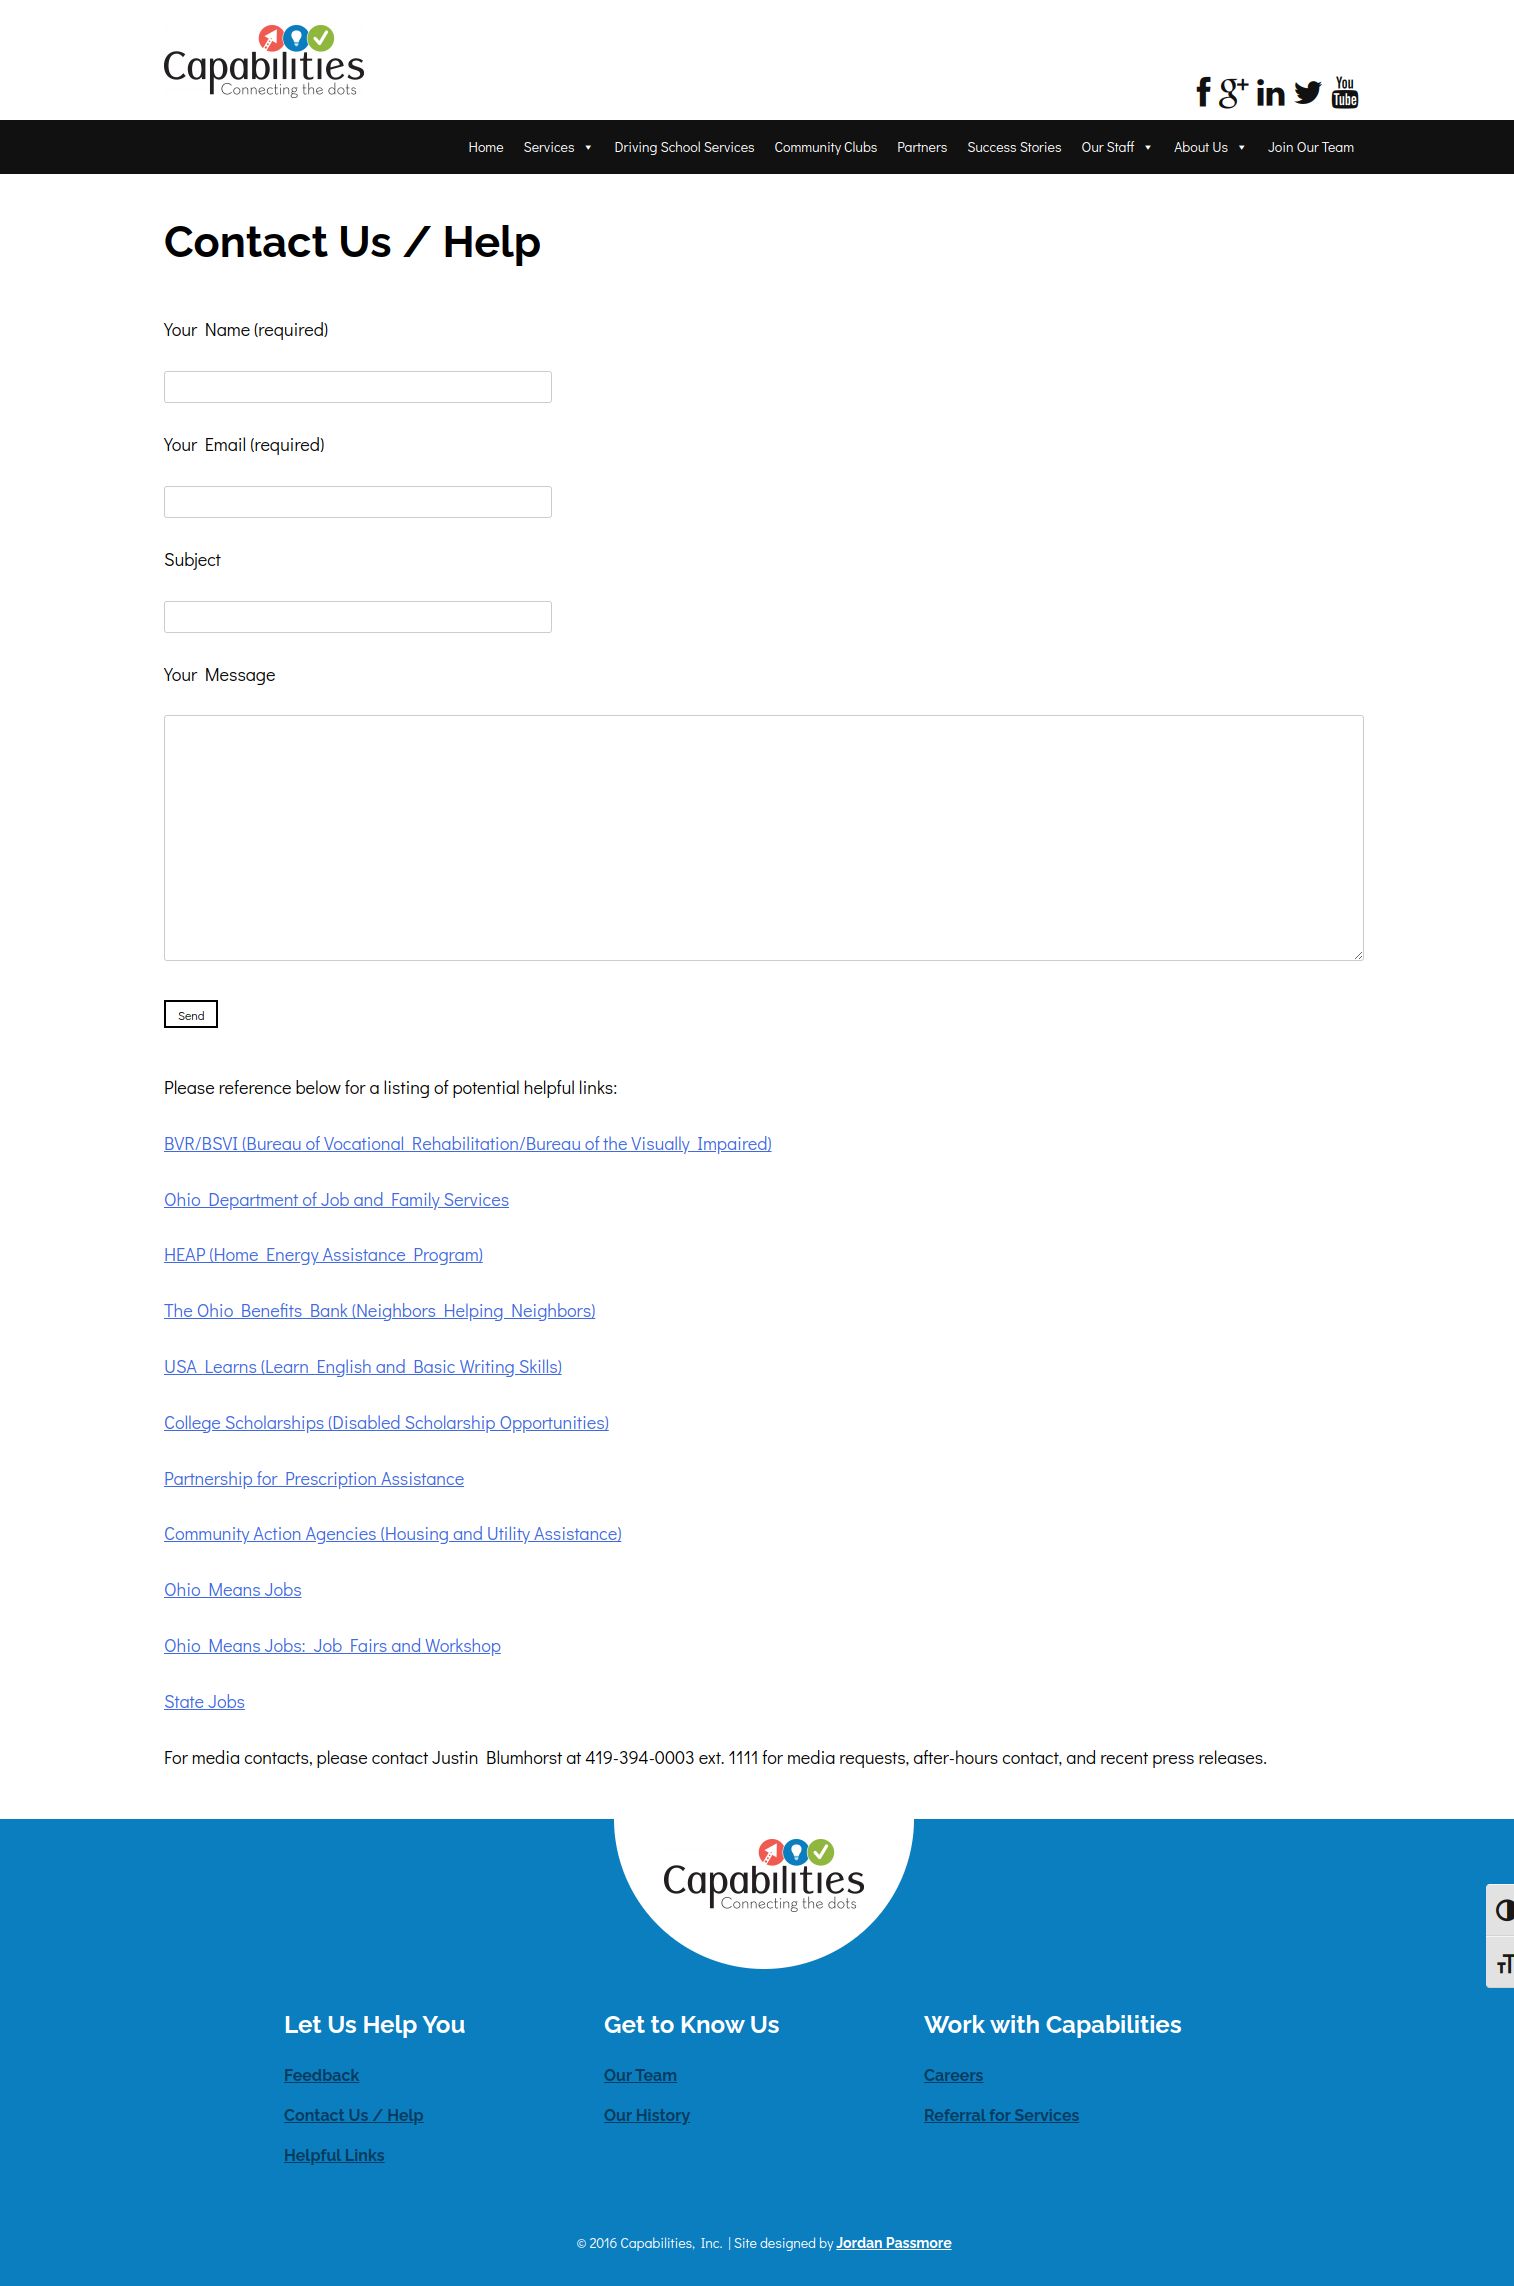 Capabilities
Connecting the dots
f g+ in You Tube
Home Services Driving School Services Community Clubs Partners Success Stories Our Staff About Us Join Our Team
Contact Us / Help
Your Name (required)
Your Email (required)
Subject
Your Message
Send
Please reference below for a listing of potential helpful links:
BVR/BSVI (Bureau of Vocational Rehabilitation/Bureau of the Visually Impaired)
Ohio Department of Job and Family Services
HEAP (Home Energy Assistance Program)
The Ohio Benefits Bank (Neighbors Helping Neighbors)
USA Learns (Learn English and Basic Writing Skills)
College Scholarships (Disabled Scholarship Opportunities)
Partnership for Prescription Assistance
Community Action Agencies (Housing and Utility Assistance)
Ohio Means Jobs
Ohio Means Jobs: Job Fairs and Workshop
State Jobs
For media contacts, please contact Justin Blumhorst at 419-394-0003 ext. 1111 for media requests, after-hours contact, and recent press releases.
Capabilities
Connecting the dots
Let Us Help You
Feedback
Contact Us / Help
Helpful Links
Get to Know Us
Our Team
Our History
Work with Capabilities
Careers
Referral for Services
© 2016 Capabilities, Inc. | Site designed by Jordan Passmore